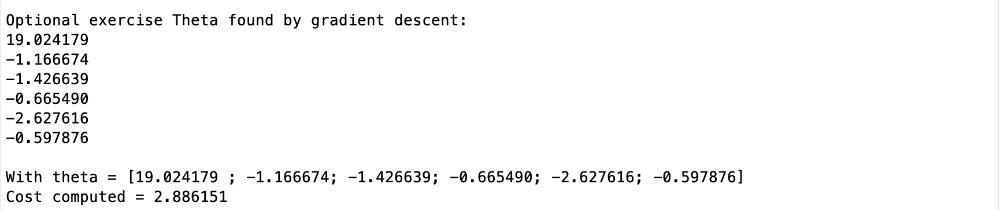 Optional exercise Theta found by gradient descent:
19.024179
-1.166674
-1.426639
-0.665490
-2.627616
-0.597876
With theta = [19.024179 ; -1.166674; -1.426639; -0.665490; -2.627616; -0.597876]
Cost computed = 2.886151